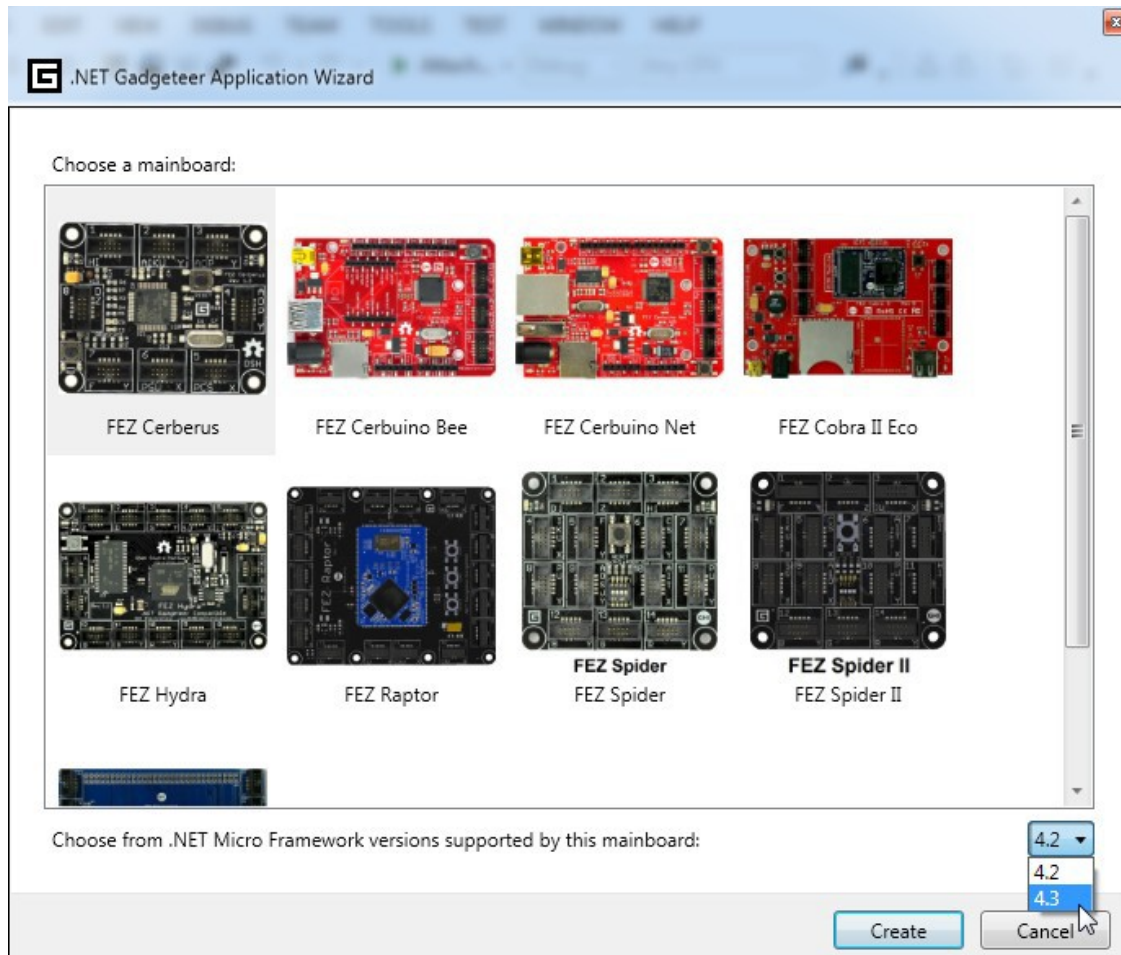 .NET Gadgeteer Application Wizard
Choose a mainboard:
FEZ Cerberus
FEZ Cerbuino Bee
FEZ Cerbuino Net
FEZ Cobra II Eco
FEZ Hydra
FEZ Raptor
FEZ Spider
FEZ Spider
FEZ Spider II
FEZ Spider II
Choose from .NET Micro Framework versions supported by this mainboard:
4.2
4.2
4.3
Create
Cancel